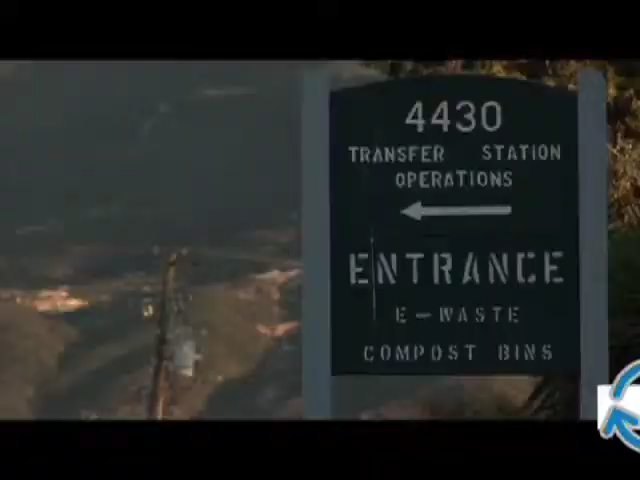 4430
TRANSFER STATION
OPERATIONS
ENTRANCE
E-WASTE
COMPOST BINS